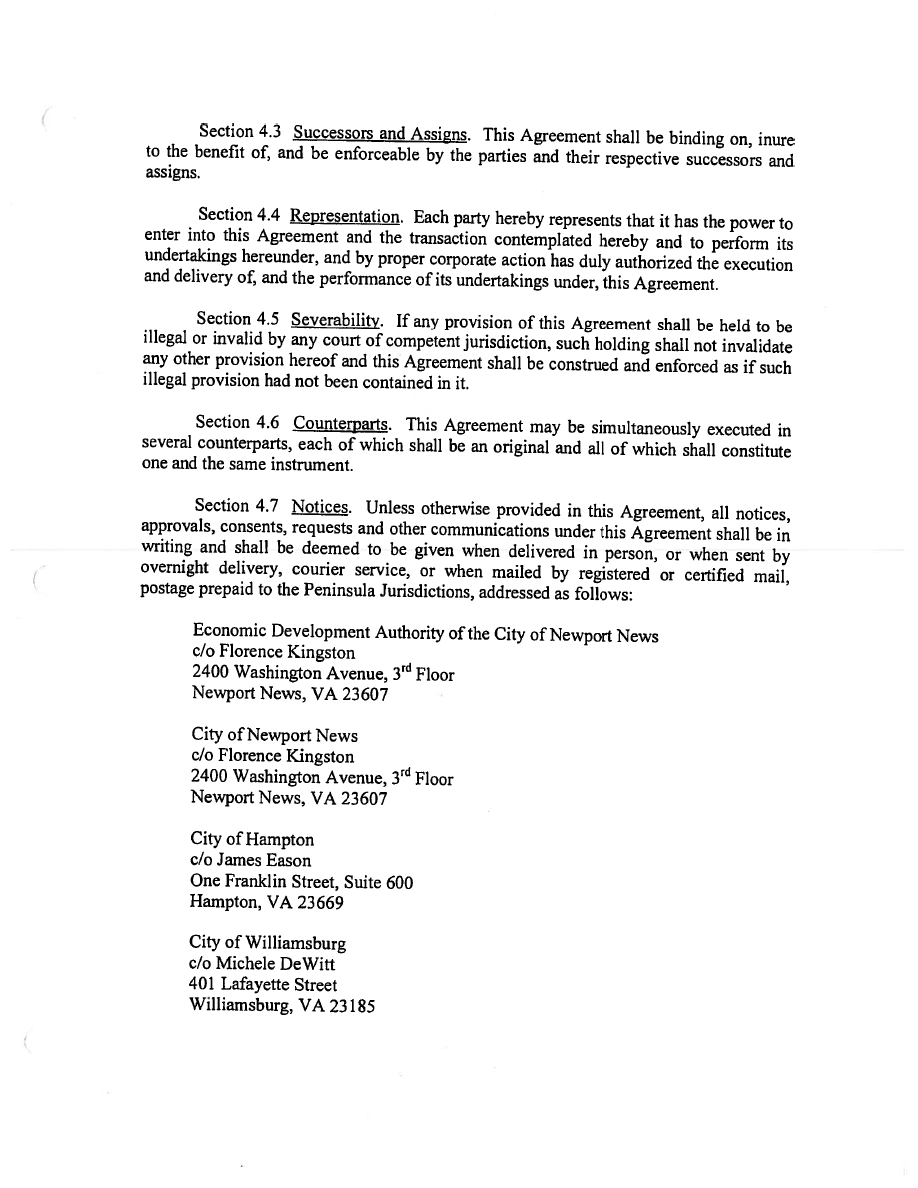 Section 4.3 Successors and Assigns. This Agreement shall be binding on, inure
to the benefit of, and be enforceable by the parties and their respective successors and
assigns.
Section 4.4 Representation. Each party hereby represents that it has the power to
enter into this Agreement and the transaction contemplated hereby and to perform its
undertakings hereunder, and by proper corporate action has duly authorized the execution
and delivery of, and the performance of its undertakings under, this Agreement.
Section 4.5 Severability. If any provision of this Agreement shall be held to be
illegal or invalid by any court of competent jurisdiction, such holding shall not invalidate
any other provision hereof and this Agreement shall be construed and enforced as if such
illegal provision had not been contained in it.
Section 4.6 Counterparts. This Agreement may be simultaneously executed in
several counterparts, each of which shall be an original and all of which shall constitute
one and the same instrument.
Section 4.7 Notices. Unless otherwise provided in this Agreement, all notices,
approvals, consents, requests and other communications under this Agreement shall be in
writing and shall be deemed to be given when delivered in person, or when sent by
overnight delivery, courier service, or when mailed by registered or certified mail,
postage prepaid to the Peninsula Jurisdictions, addressed as follows:
Economic Development Authority of the City of Newport News
c/o Florence Kingston
2400 Washington Avenue, 3rd Floor
Newport News, VA 23607
City of Newport News
c/o Florence Kingston
2400 Washington Avenue, 3rd Floor
Newport News, VA 23607
City of Hampton
c/o James Eason
One Franklin Street, Suite 600
Hampton, VA 23669
City of Williamsburg
c/o Michele DeWitt
401 Lafayette Street
Williamsburg, VA 23185